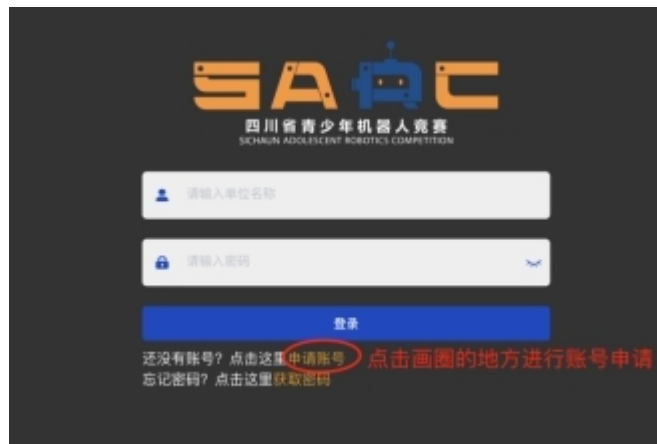 SARC
四川省青少年机器人竞赛
SICHAUN ADOLESCENT ROBOTICS COMPETITION
请输入单位名称
请输入密码
登录
还没有账号？点击这里申请账号 点击画圈的地方进行账号申请
忘记密码？点击这里获取密码